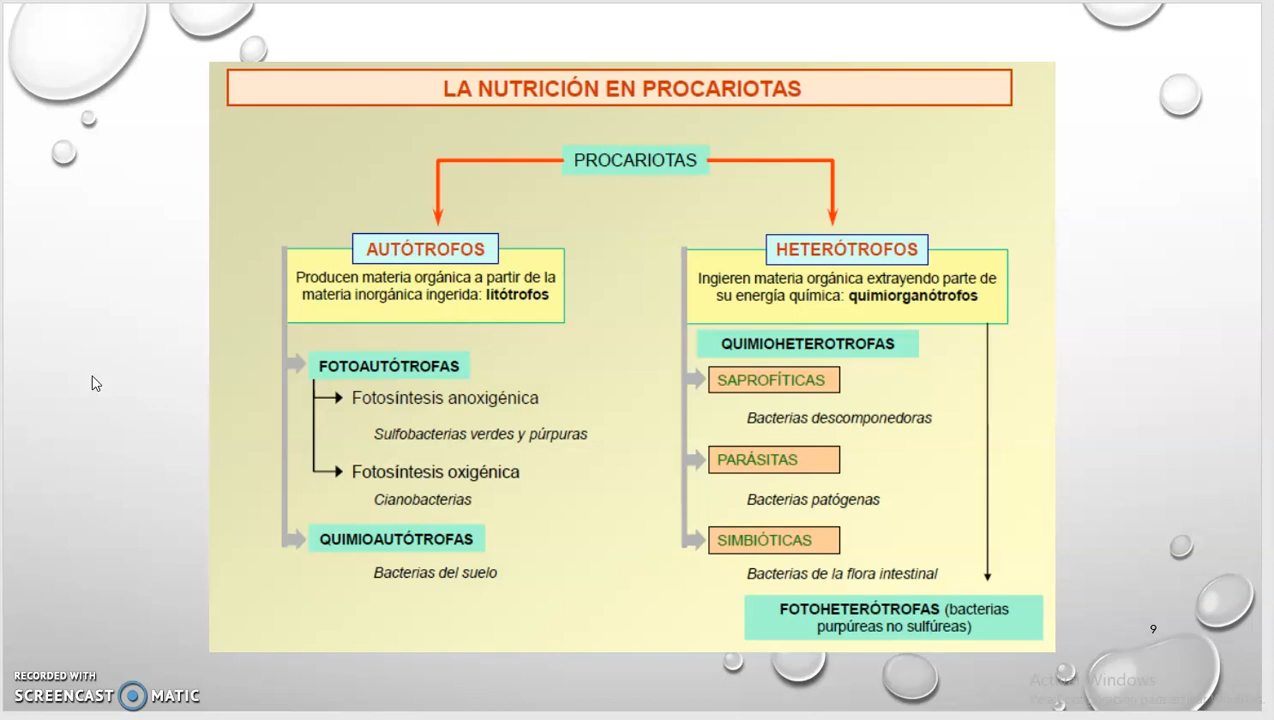 LA NUTRICIÓN EN PROCARIOTAS
PROCARIOTAS
AUTÓTROFOS
Producen materia orgánica a partir de la
materia inorgánica ingerida: litótrofos
FOTOAUTÓTROFAS
Fotosíntesis anoxigénica
Sulfobacterias verdes y púrpuras
Fotosíntesis oxigénica
Cianobacterias
QUIMIOAUTÓTROFAS
Bacterias del suelo
HETERÓTROFOS
Ingieren materia orgánica extrayendo parte de
su energía química: quimiorganótrofos
QUIMIOHETEROTROFAS
SAPROFÍTICAS
Bacterias descomponedoras
PARÁSITAS
Bacterias patógenas
SIMBIÓTICAS
Bacterias de la flora intestinal
FOTOHETERÓTROFAS (bacterias
purpúreas no sulfúreas)
9
RECORDED WITH
SCREENCAST MATIC
Windows